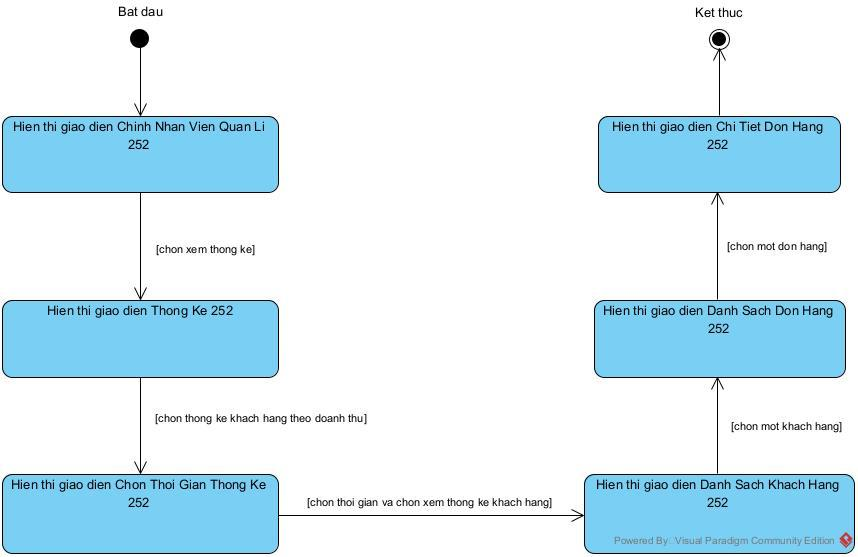 Bat dau
Ket thuc
Hien thi giao dien Chinh Nhan Vien Quan Li
252
Hien thi giao dien Chi Tiet Don Hang
252
[chon xem thong ke]
[chon mot don hang]
Hien thi giao dien Thong Ke 252
Hien thi giao dien Danh Sach Don Hang
252
[chon thong ke khach hang theo doanh thu]
[chon mot khach hang]
Hien thi giao dien Chon Thoi Gian Thong Ke
252
[chon thoi gian va chon xem thong ke khach hang]
Hien thi giao dien Danh Sach Khach Hang
252
Powered By Visual Paradigm Community Edition